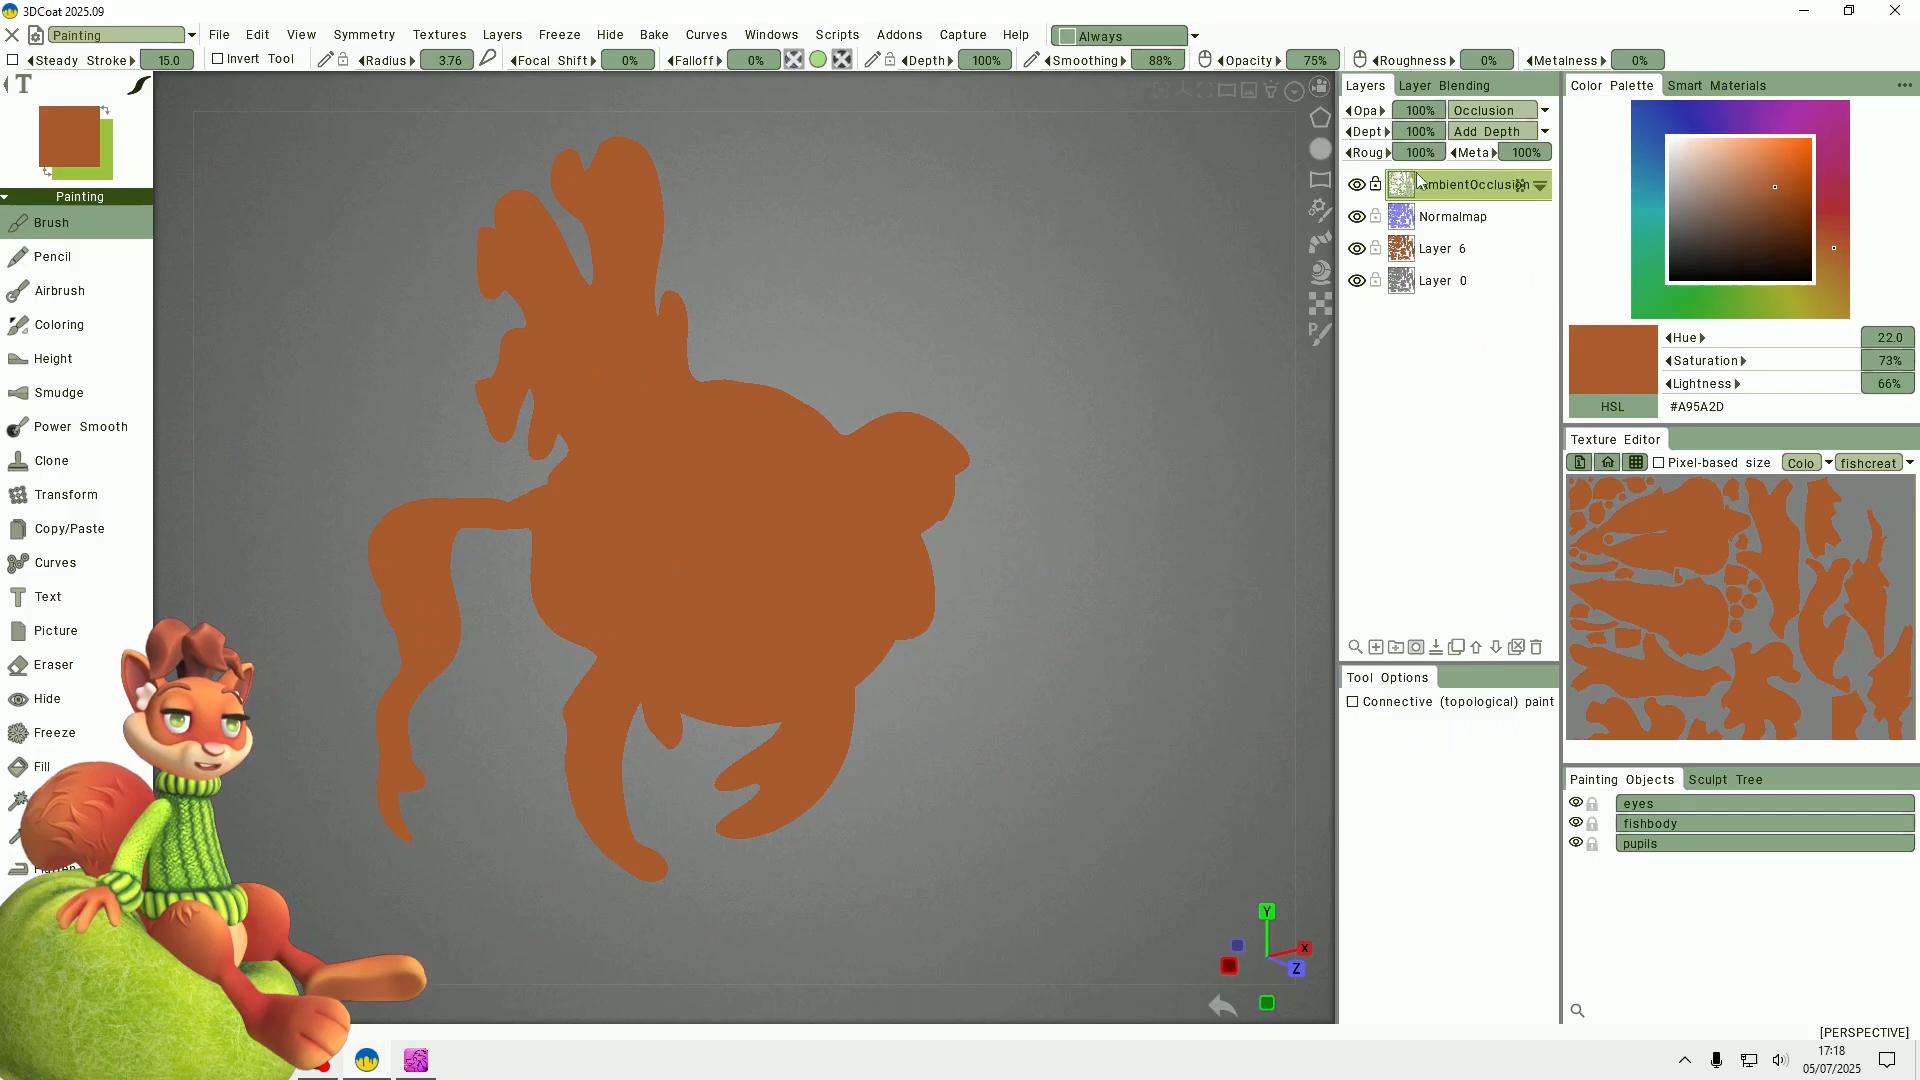 3DCoat 2025.09
Painting File Edit View Symmetry Textures Layers Freeze Hide Bake Curves Windows Scripts Addons Capture Help Always
Steady Stroke 15.0 Invert Tool Radius 3.76 Focal Shift 0% Falloff 0% Depth 100% Smoothing 88% Opacity 75% Roughness 0% Metalness 0%
T
Painting
Brush
Pencil
Airbrush
Coloring
Height
Smudge
Power Smooth
Clone
Transform
Copy/Paste
Curves
Text
Picture
Eraser
Hide
Freeze
Fill
Layers Layer Blending
Opa 100% Occlusion
Dept 100% Add Depth
Roug 100% Meta 100%
mbientOcclusi
Normalmap
Layer 6
Layer 0
Tool Options
Connective (topological) paint
Color Palette Smart Materials
Hue 22.0
Saturation 73%
Lightness 66%
HSL #A95A2D
Texture Editor
Pixel-based size Colo fishcreat
Painting Objects Sculpt Tree
eyes
fishbody
pupils
Y
X
Z
[PERSPECTIVE]
17:18
05/07/2025